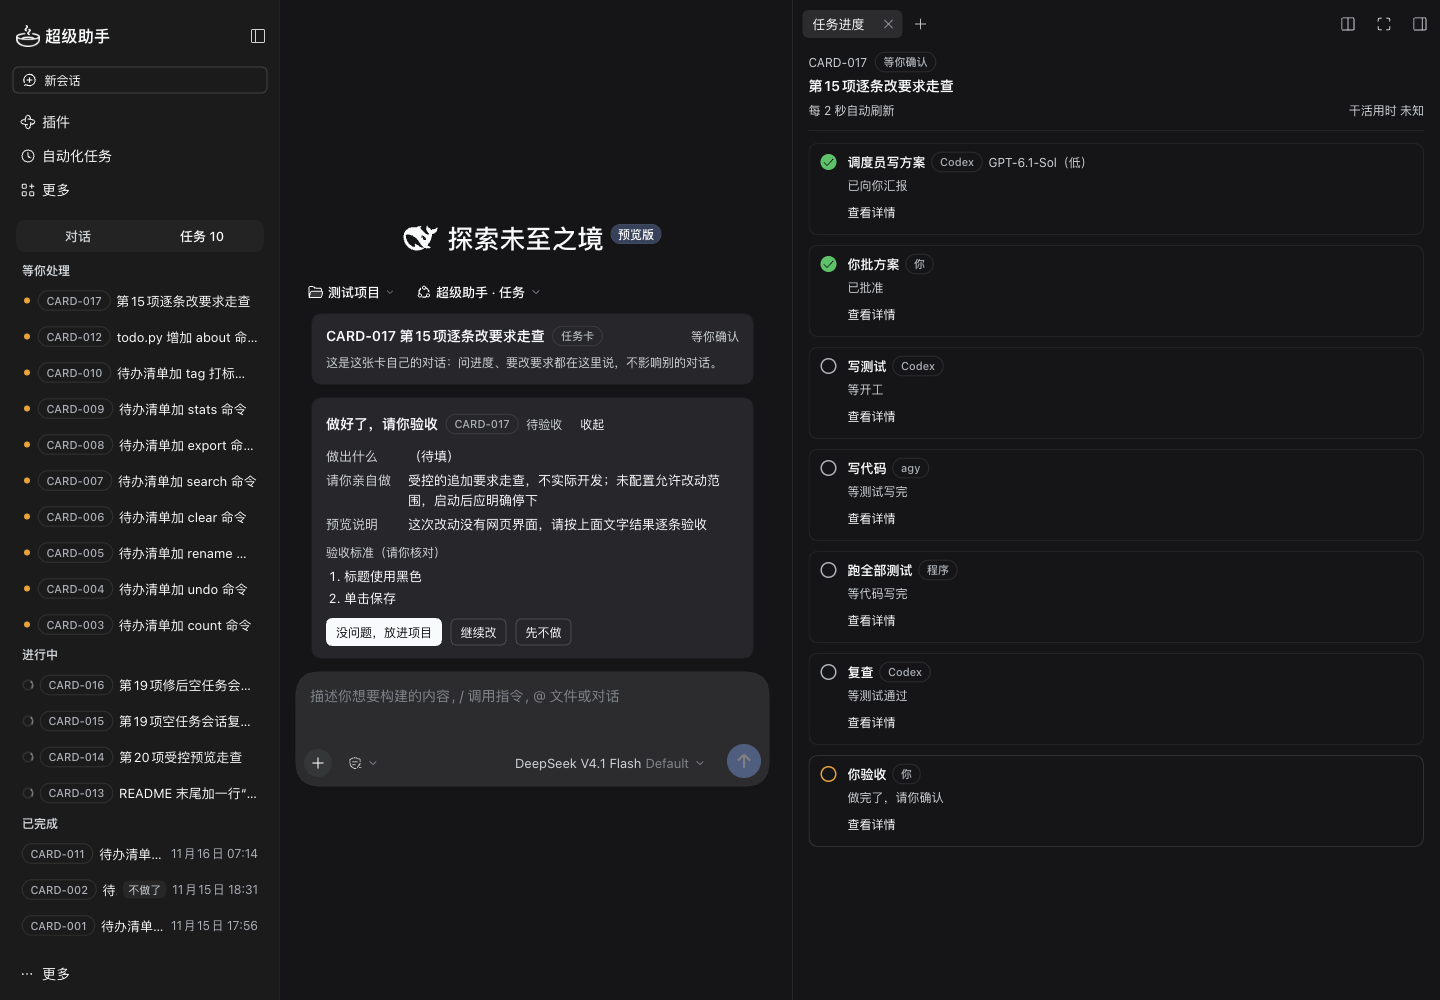 超级助手
新会话
插件
自动化任务
更多
对话
任务 10
等你处理
CARD-017 第15项逐条改要求走查
CARD-012 todo.py 增加 about 命...
CARD-010 待办清单加 tag 打标...
CARD-009 待办清单加 stats 命令
CARD-008 待办清单加 export 命...
CARD-007 待办清单加 search 命令
CARD-006 待办清单加 clear 命令
CARD-005 待办清单加 rename ...
CARD-004 待办清单加 undo 命令
CARD-003 待办清单加 count 命令
进行中
CARD-016 第19项修后空任务会...
CARD-015 第19项空任务会话复...
CARD-014 第20项受控预览走查
CARD-013 README 末尾加一行“...
已完成
CARD-011 待办清单... 11月16日 07:14
CARD-002 待 不做了 11月15日 18:31
CARD-001 待办清单... 11月15日 17:56
... 更多
探索未至之境 预览版
测试项目
超级助手 · 任务
CARD-017 第15项逐条改要求走查 任务卡 等你确认
这是这张卡自己的对话：问进度、要改要求都在这里说，不影响别的对话。
做好了，请你验收 CARD-017 待验收 收起
做出什么 （待填）
请你亲自做 受控的追加要求走查，不实际开发；未配置允许改动范
围，启动后应明确停下
预览说明 这次改动没有网页界面，请按上面文字结果逐条验收
验收标准（请你核对）
1. 标题使用黑色
2. 单击保存
没问题，放进项目
继续改
先不做
描述你想要构建的内容, / 调用指令, @ 文件或对话
DeepSeek V4.1 Flash Default
任务进度
CARD-017 等你确认
第15项逐条改要求走查
每 2 秒自动刷新
干活用时 未知
调度员写方案 Codex GPT-6.1-Sol（低）
已向你汇报
查看详情
你批方案 你
已批准
查看详情
写测试 Codex
等开工
查看详情
写代码 agy
等测试写完
查看详情
跑全部测试 程序
等代码写完
查看详情
复查 Codex
等测试通过
查看详情
你验收 你
做完了，请你确认
查看详情